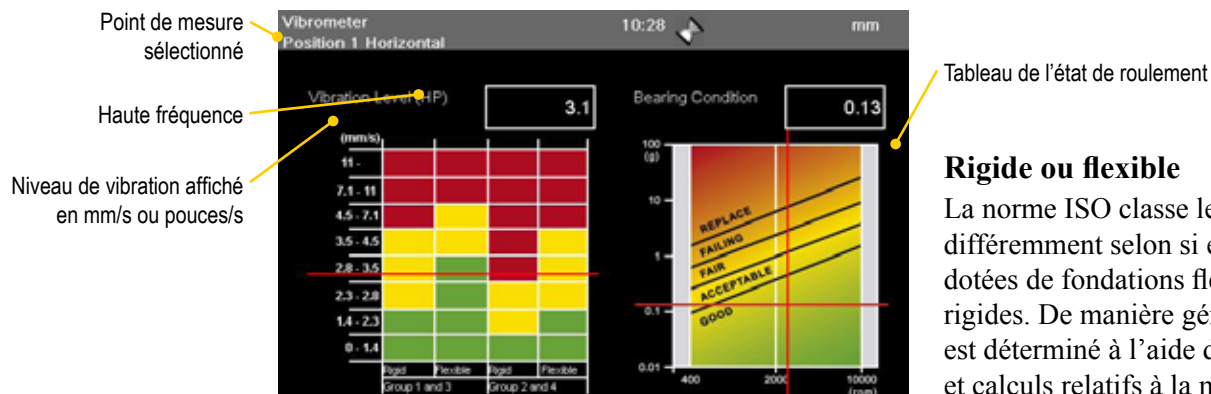 Point de mesure
sélectionné
Haute fréquence
Niveau de vibration affiché
en mm/s ou pouces/s
Vibrometer
10:28
mm
Position 1 Horizontal
Vibration Level (HP)
3.1
(mm/s)
11 -
7.1 - 11
4.5 - 7.1
3.5 - 4.5
2.8 - 3.5
2.3 - 2.8
1.4 - 2.3
0 - 1.4
Rigid Flexible Rigid Flexible
Group 1 and 3 Group 2 and 4
Bearing Condition
0.13
100
(g)
10
1
0.1
0.01
REPLACE
FAILING
FAIR
ACCEPTABLE
GOOD
400 2000 10000
(rpm)
Tableau de l’état de roulement
Rigide ou flexible
La norme ISO classe le
différemment selon si e
dotées de fondations fle
rigides. De manière gé
est déterminé à l’aide d
et calculs relatifs à la n